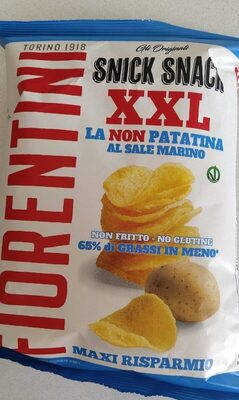 TORINO 1918
FIORENTINI
Gli Originali
SNICK SNACK
XXL
LA NON PATATINA
AL SALE MARINO
NON FRITTO - NO GLUTINE
65% di GRASSI IN MENO*
MAXI RISPARMIO